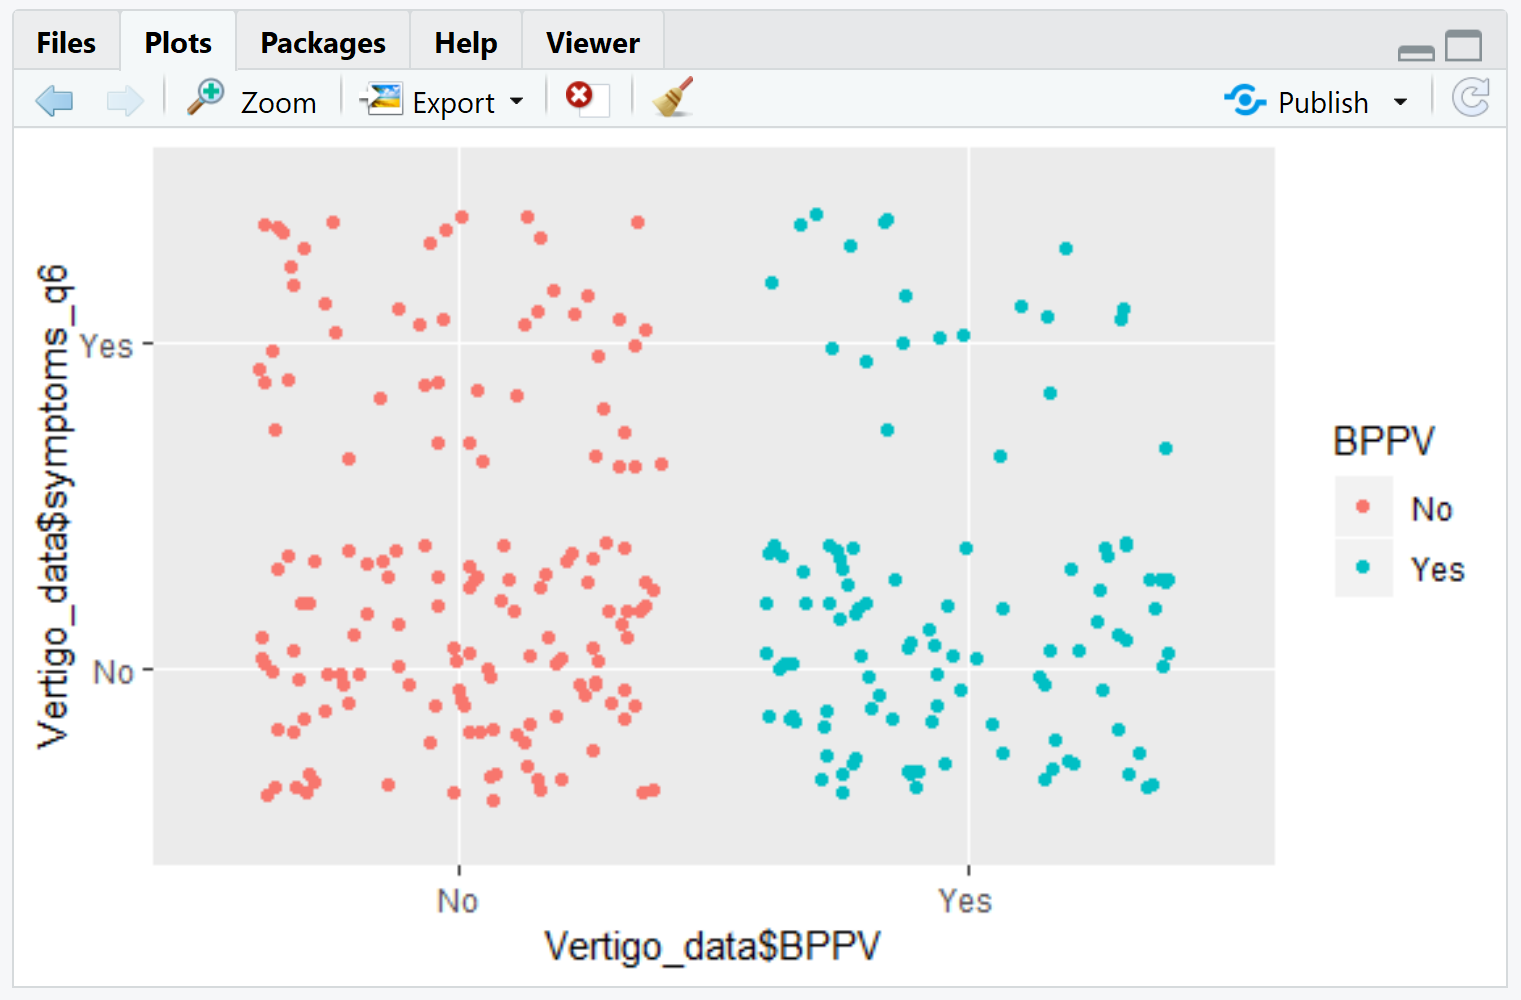 Files Plots Packages Help Viewer
Zoom Export Publish
Vertigo_data$symptoms_q6
Yes
No
No Yes
Vertigo_data$BPPV
BPPV
No
Yes